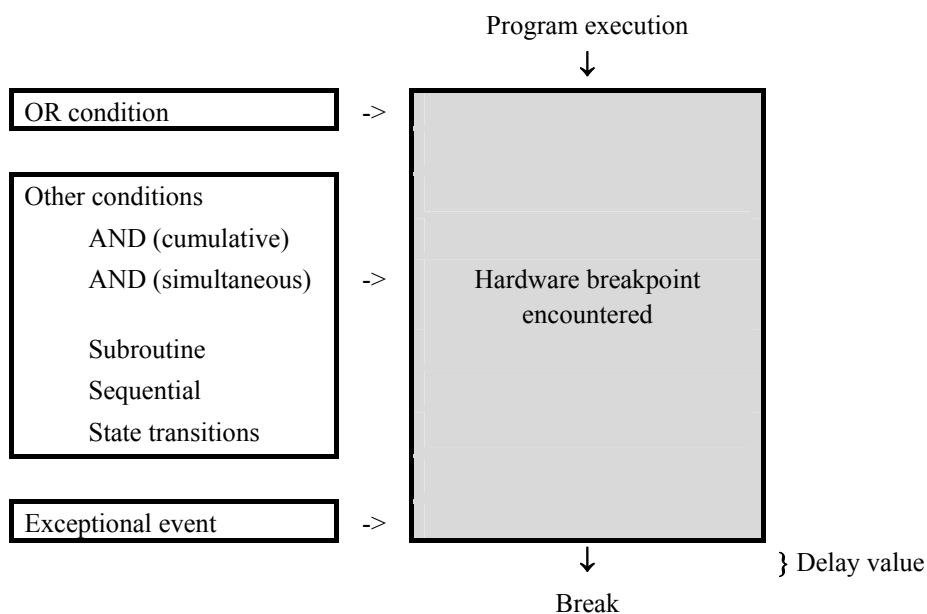 Program execution
↓
OR condition ->
Other conditions
AND (cumulative)
AND (simultaneous) -> Hardware breakpoint
encountered
Subroutine
Sequential
State transitions
Exceptional event ->
↓ } Delay value
Break